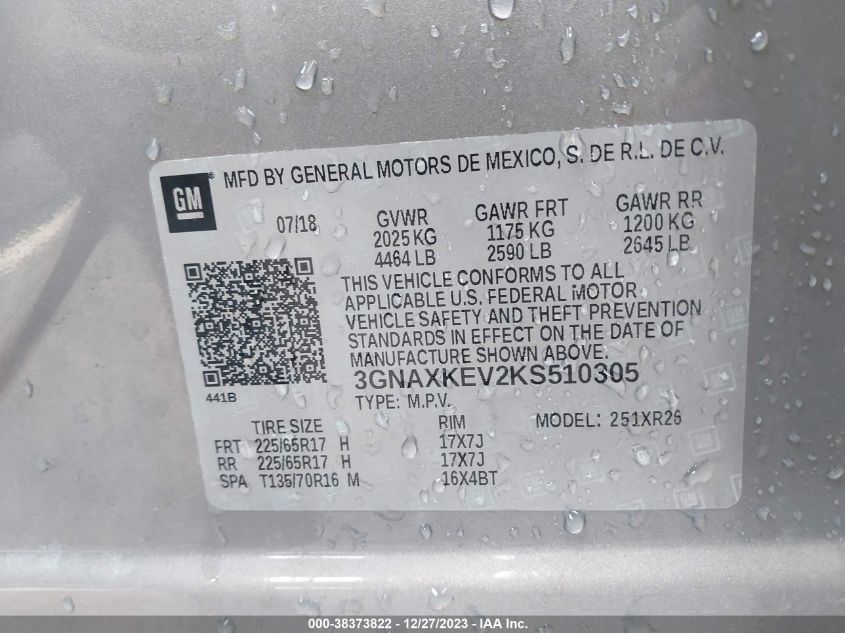 GM® MFD BY GENERAL MOTORS DE MEXICO, S. DE R.L. DE C.V.
07/18 GVWR GAWR FRT GAWR RR
2025 KG 1175 KG 1200 KG
4464 LB 2590 LB 2645 LB
THIS VEHICLE CONFORMS TO ALL
APPLICABLE U.S. FEDERAL MOTOR
VEHICLE SAFETY AND THEFT PREVENTION
STANDARDS IN EFFECT ON THE DATE OF
MANUFACTURE SHOWN ABOVE.
441B 3GNAXKEV2KS510305
TYPE: M.P.V.
TIRE SIZE RIM MODEL: 251XR26
FRT 225/65R17 H 17X7J
RR 225/65R17 H 17X7J
SPA T135/70R16 M 16X4BT
000-38373822 - 12/27/2023 - IAAI.com